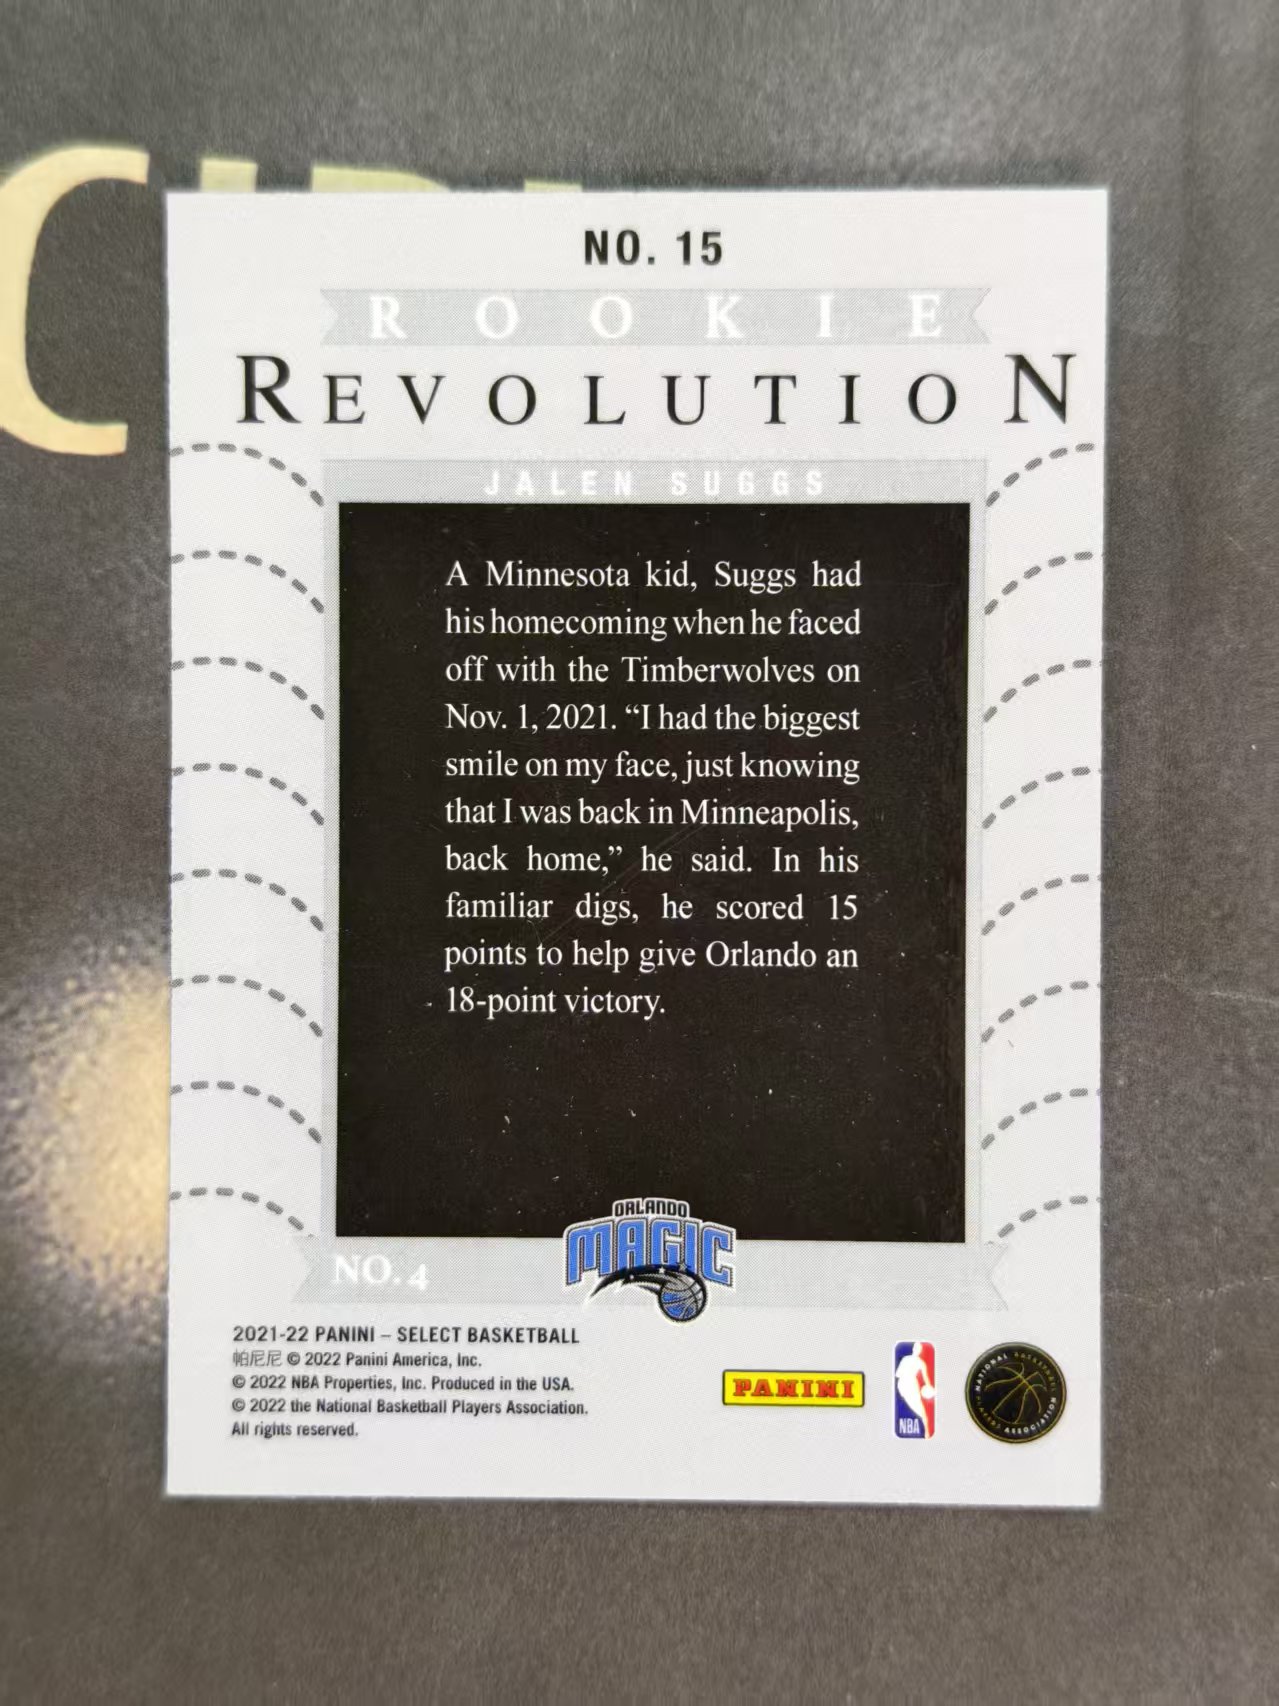 NO. 15
ROOKIE
REVOLUTION
JALEN SUGGS
A Minnesota kid, Suggs had
his homecoming when he faced
off with the Timberwolves on
Nov. 1, 2021. “I had the biggest
smile on my face, just knowing
that I was back in Minneapolis,
back home,” he said. In his
familiar digs, he scored 15
points to help give Orlando an
18-point victory.
ORLANDO
MAGIC
NO. 4
2021-22 PANINI – SELECT BASKETBALL
帕尼尼 © 2022 Panini America, Inc.
© 2022 NBA Properties, Inc. Produced in the USA.
© 2022 the National Basketball Players Association.
All rights reserved.
PANINI
NBA
NATIONAL BASKETBALL
PLAYERS ASSOCIATION